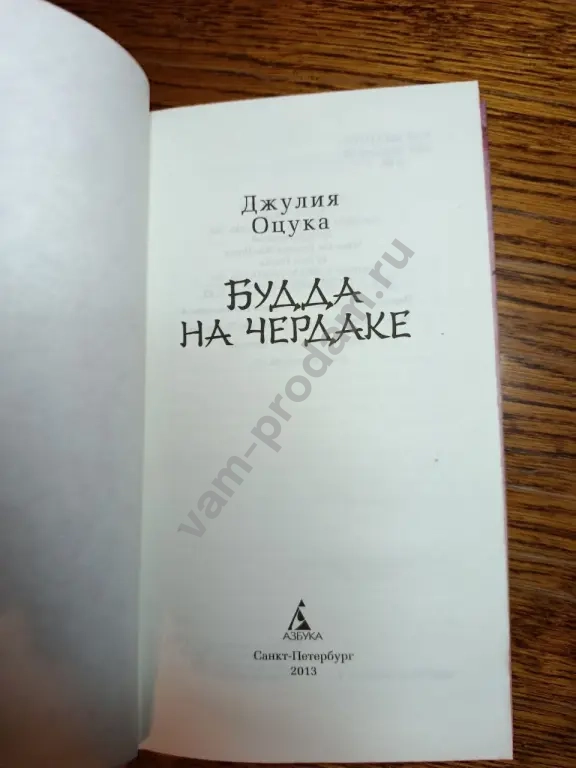 Джулия
Оцука
БУДДА
НА ЧЕРДАКЕ
vam-prodam.ru
АЗБУКА
Санкт-Петербург
2013